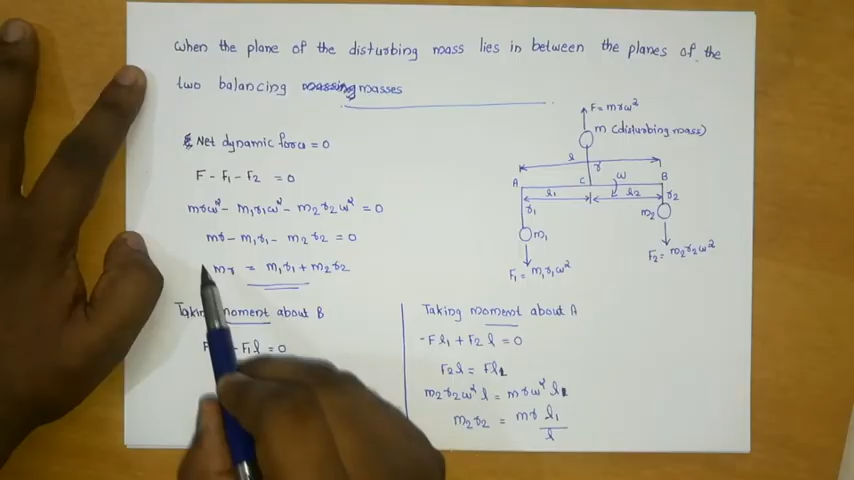 when the plane of the disturbing mass lies in between the planes of the
two balancing masses
Net dynamic force = 0
F - F1 - F2 = 0
mrω² - m1r1ω² - m2r2ω² = 0
mr - m1r1 - m2r2 = 0
mr = m1r1 + m2r2
Taking moment about B
F1l = 0
Taking moment about A
-Fl1 + F2l = 0
F2l = Fl1
m2r2ω²l = mrω²l1
m2r2 = mr l1
l
F = mrω²
m (disturbing mass)
l
r
A
C
ω
B
l1
l2
r2
r1
m2
m1
F2 = m2r2ω²
F1 = m1r1ω²